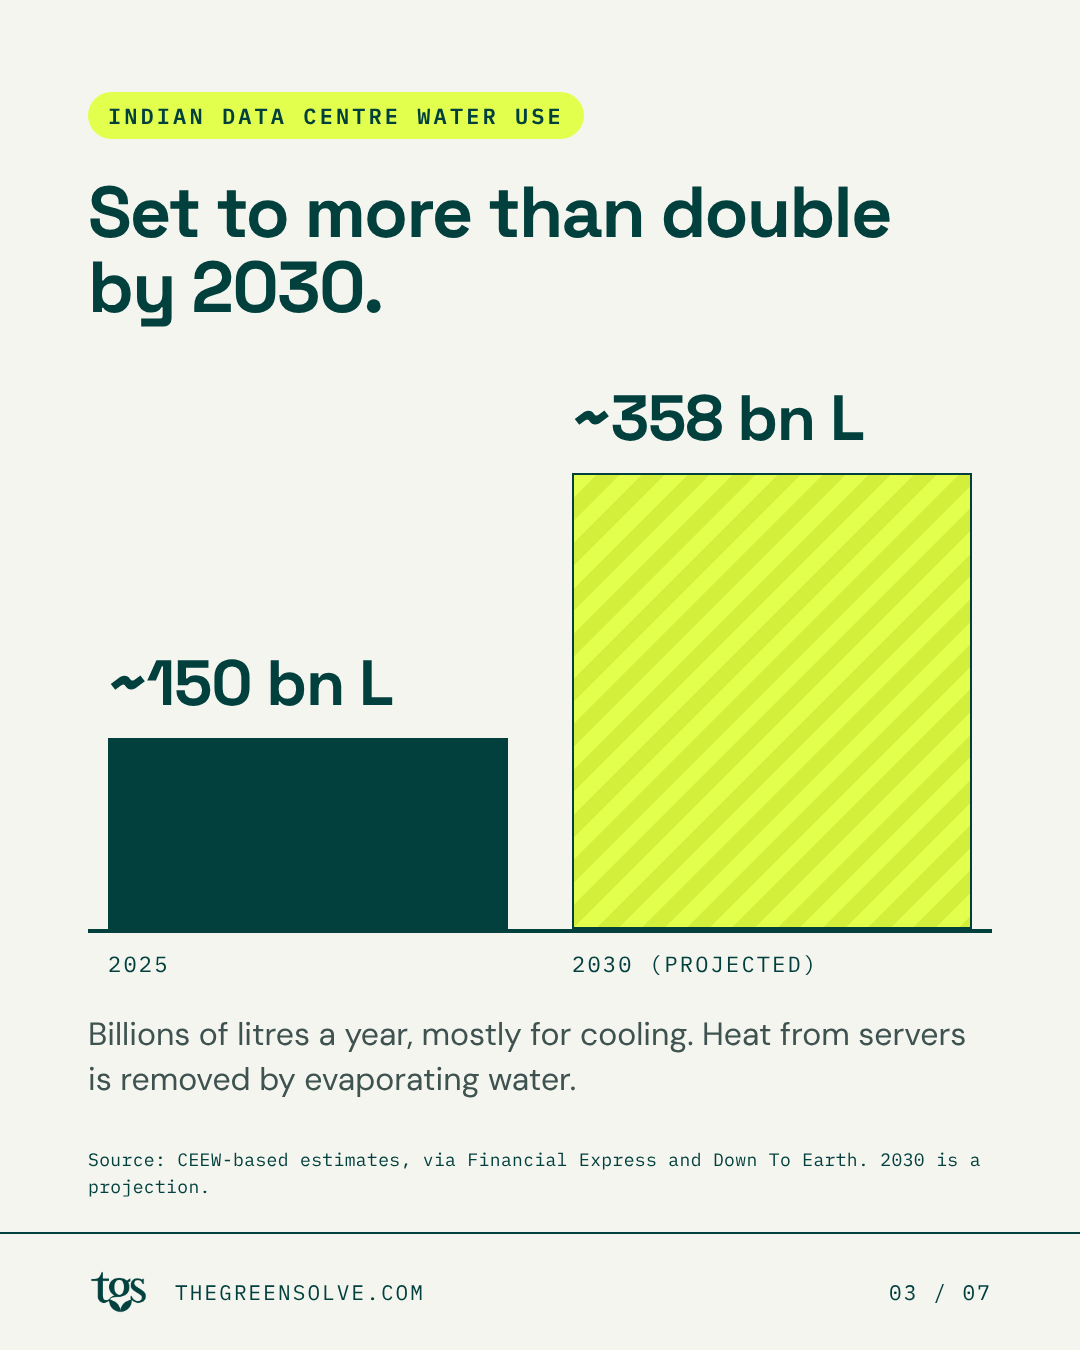 INDIAN DATA CENTRE WATER USE
Set to more than double
by 2030.
~358 bn L
~150 bn L
2025
2030 (PROJECTED)
Billions of litres a year, mostly for cooling. Heat from servers
is removed by evaporating water.
Source: CEEW-based estimates, via Financial Express and Down To Earth. 2030 is a
projection.
tgs
THEGREENSOLVE.COM
03 / 07